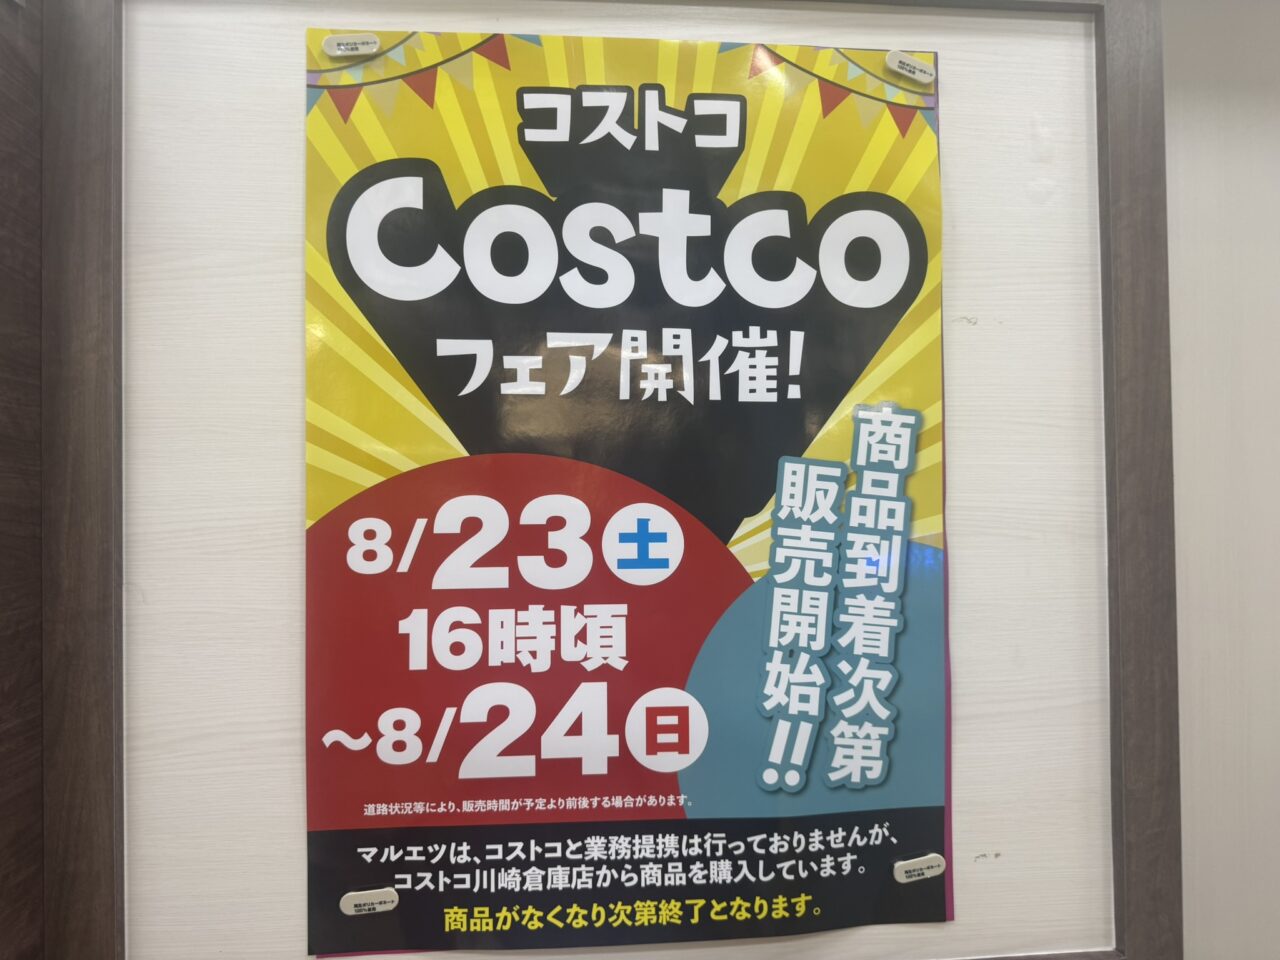 コストコ
Costco
フェア開催!
商品到着次第
販売開始!!
8/23土
16時頃
~8/24日
道路状況等により、販売時間が予定より前後する場合があります。
マルエツは、コストコと業務提携は行っておりませんが、
コストコ川崎倉庫店から商品を購入しています。
商品がなくなり次第終了となります。